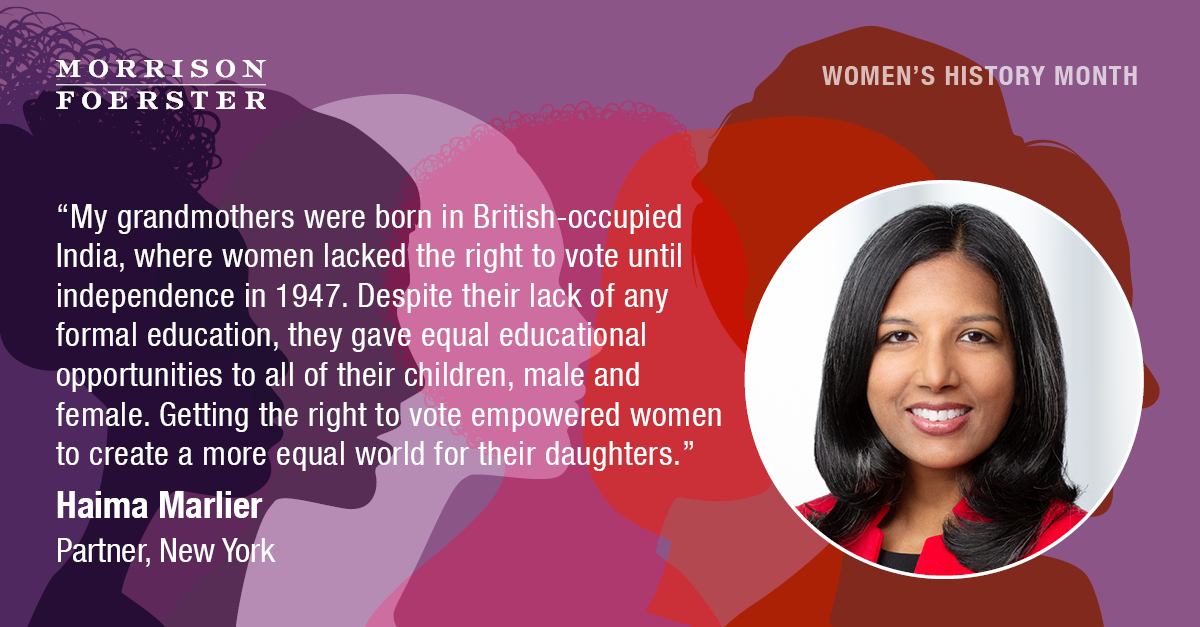 MORRISON
FOERSTER
WOMEN’S HISTORY MONTH
“My grandmothers were born in British-occupied
India, where women lacked the right to vote until
independence in 1947. Despite their lack of any
formal education, they gave equal educational
opportunities to all of their children, male and
female. Getting the right to vote empowered women
to create a more equal world for their daughters.”
Haima Marlier
Partner, New York